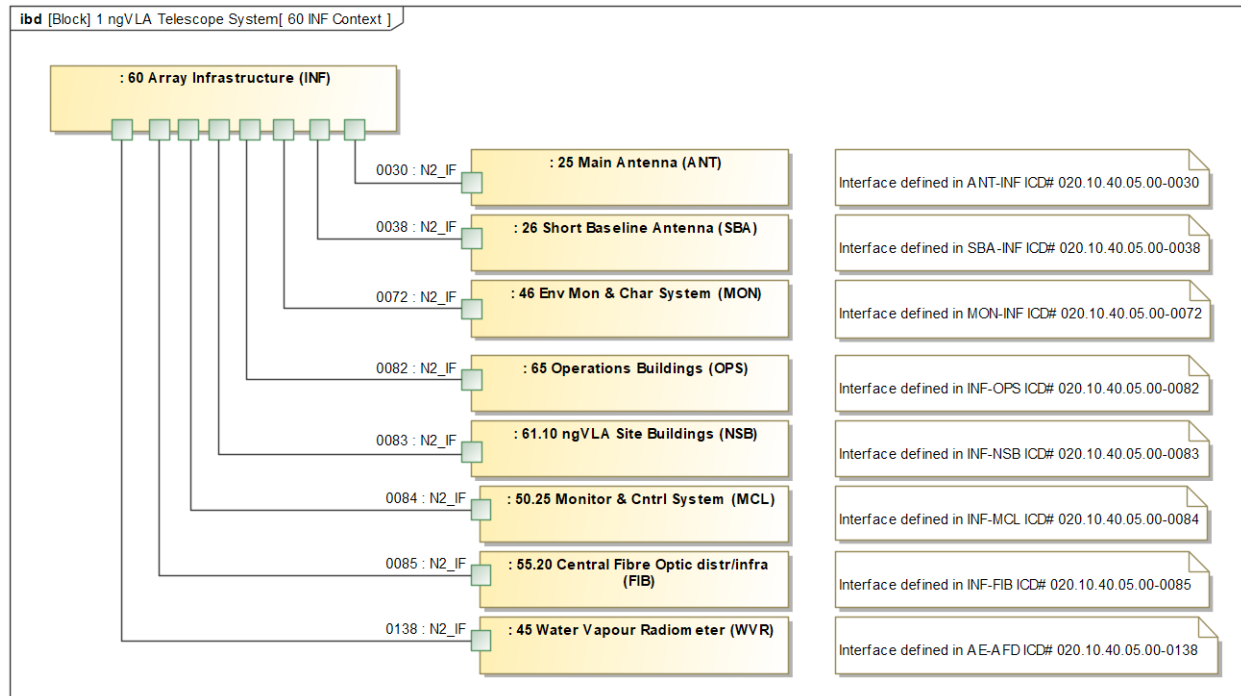 ibd [Block] 1 ngVLA Telescope System[ 60 INF Context ]
: 60 Array Infrastructure (INF)
0030 : N2_IF
: 25 Main Antenna (ANT)
Interface defined in ANT-INF ICD# 020.10.40.05.00-0030
0038 : N2_IF
: 26 Short Baseline Antenna (SBA)
Interface defined in SBA-INF ICD# 020.10.40.05.00-0038
0072 : N2_IF
: 46 Env Mon & Char System (MON)
Interface defined in MON-INF ICD# 020.10.40.05.00-0072
0082 : N2_IF
: 65 Operations Buildings (OPS)
Interface defined in INF-OPS ICD# 020.10.40.05.00-0082
0083 : N2_IF
: 61.10 ngVLA Site Buildings (NSB)
Interface defined in INF-NSB ICD# 020.10.40.05.00-0083
0084 : N2_IF
: 50.25 Monitor & Cntrl System (MCL)
Interface defined in INF-MCL ICD# 020.10.40.05.00-0084
0085 : N2_IF
: 55.20 Central Fibre Optic distr/infra
(FIB)
Interface defined in INF-FIB ICD# 020.10.40.05.00-0085
0138 : N2_IF
: 45 Water Vapour Radiometer (WVR)
Interface defined in AE-AFD ICD# 020.10.40.05.00-0138